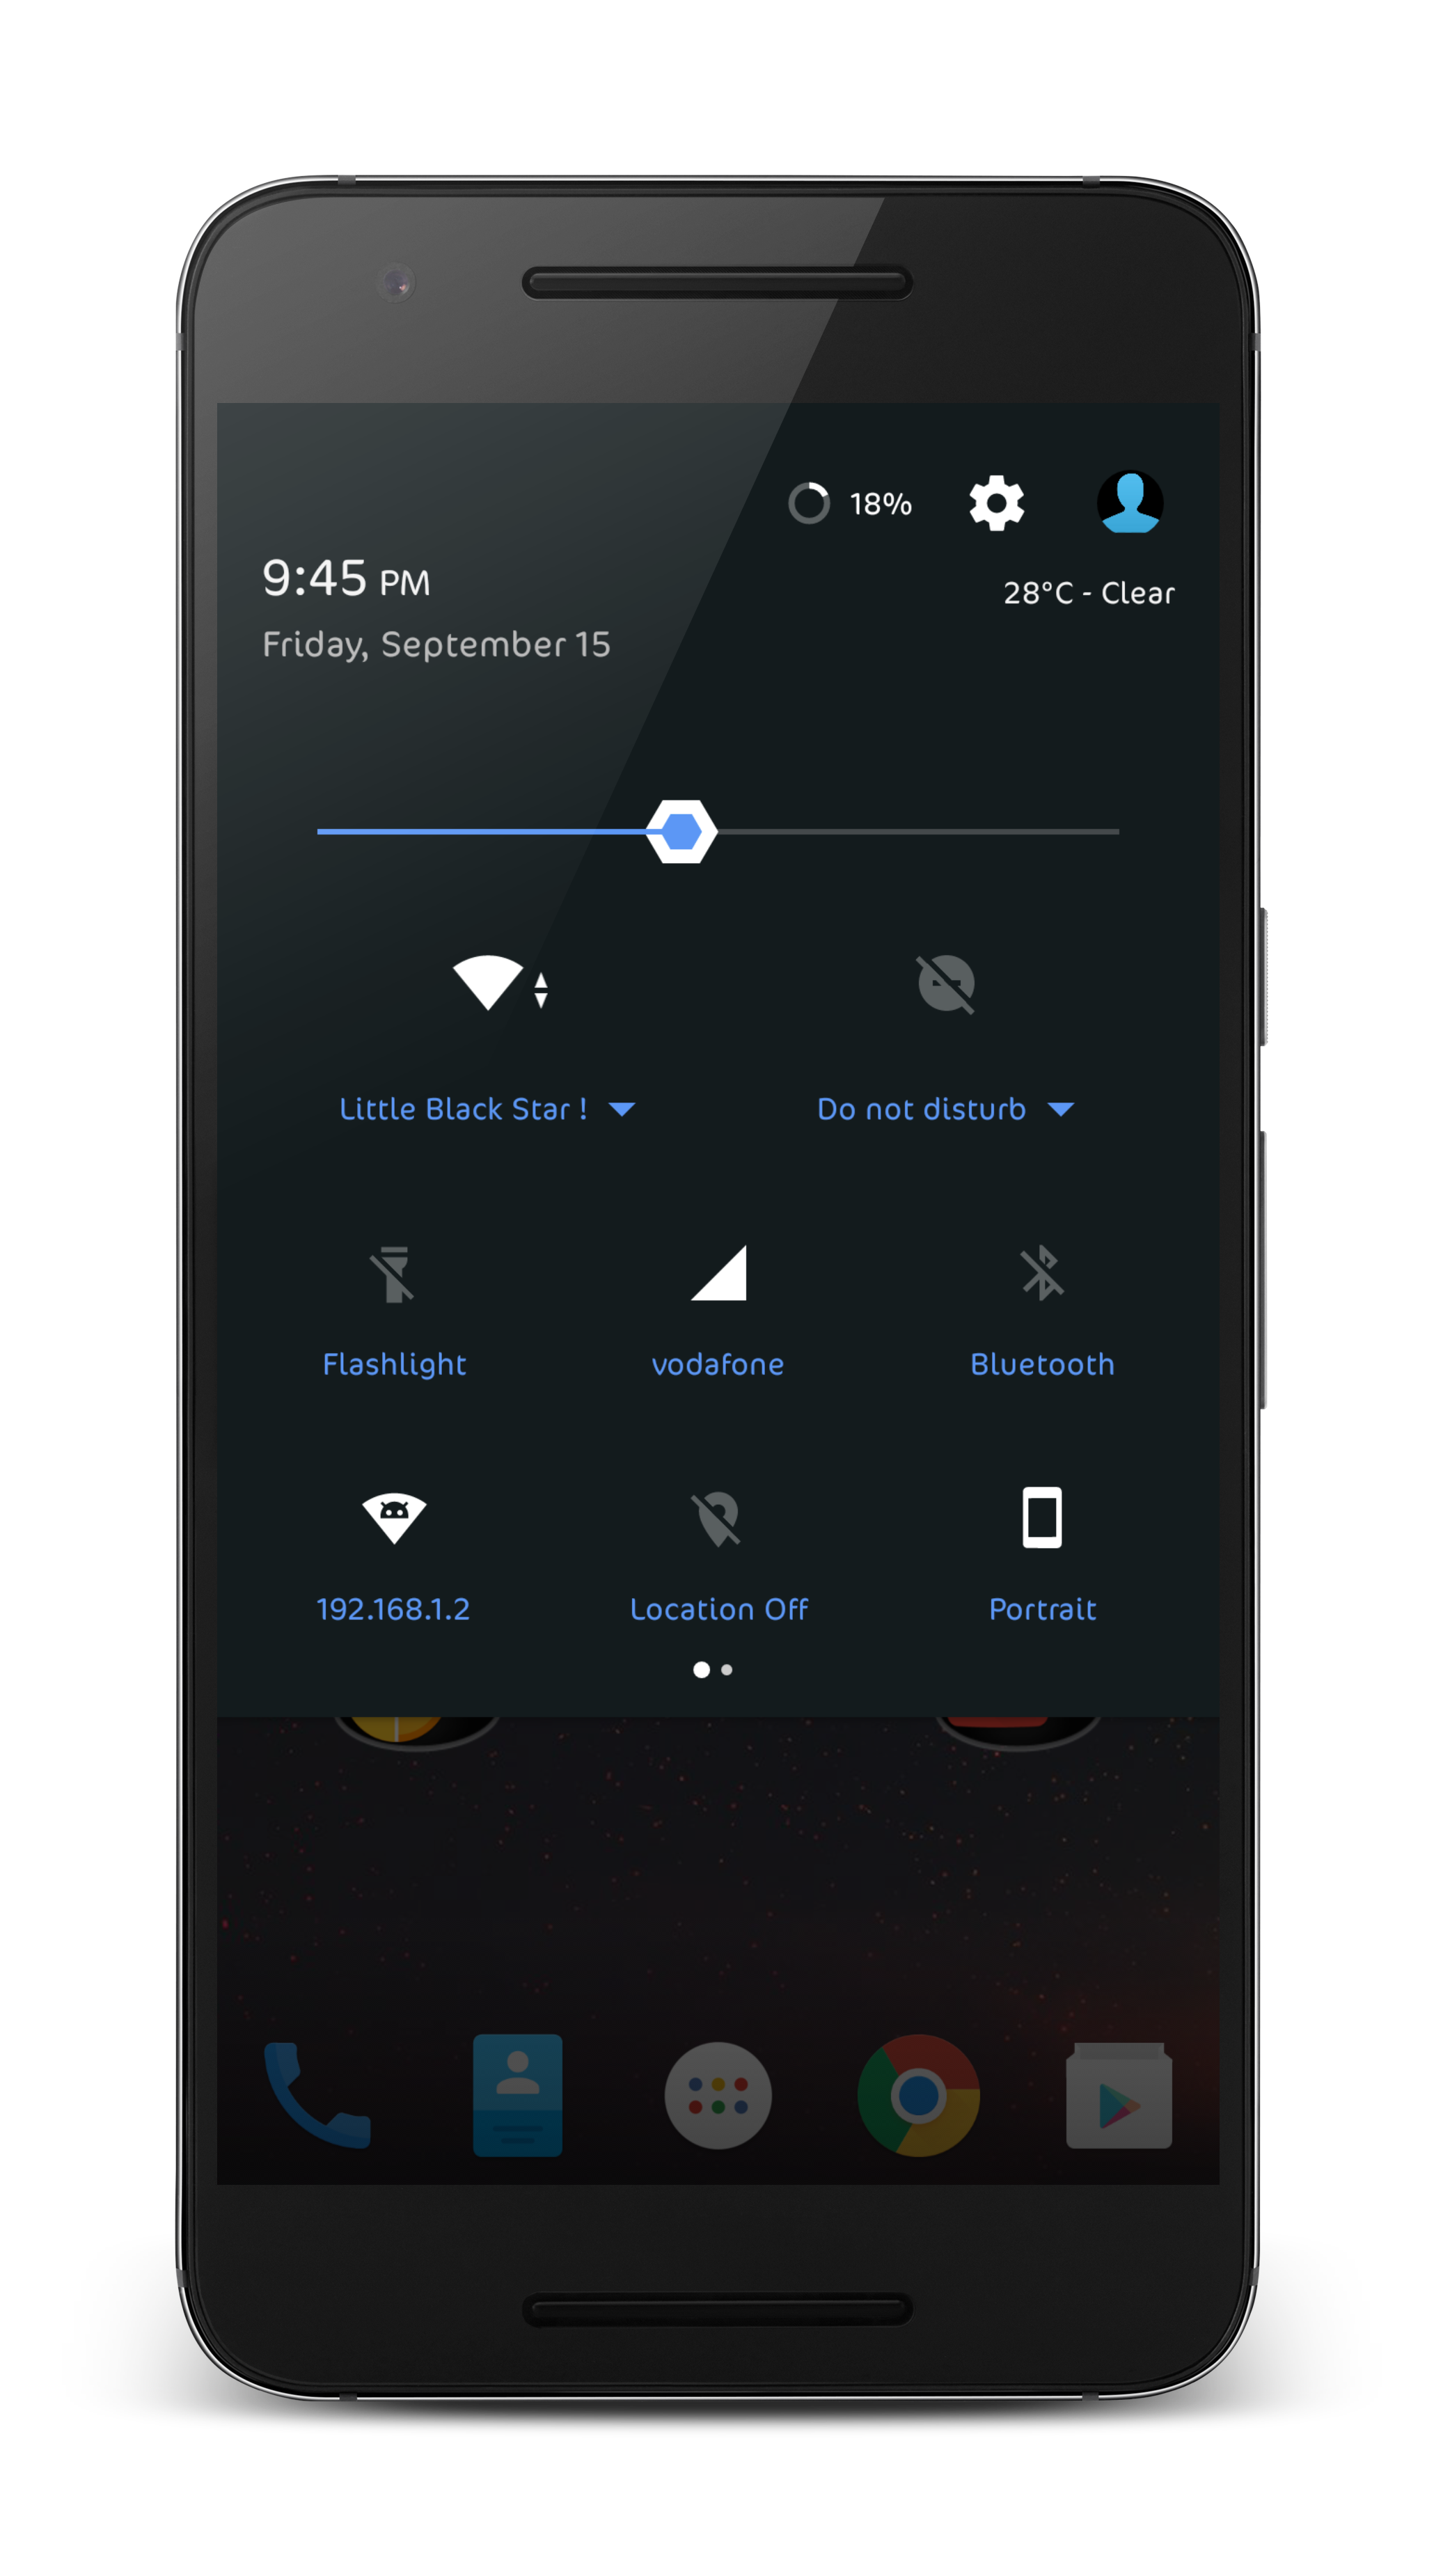 18%
9:45 PM
28°C - Clear
Friday, September 15
Little Black Star !
Do not disturb
Flashlight
vodafone
Bluetooth
192.168.1.2
Location Off
Portrait